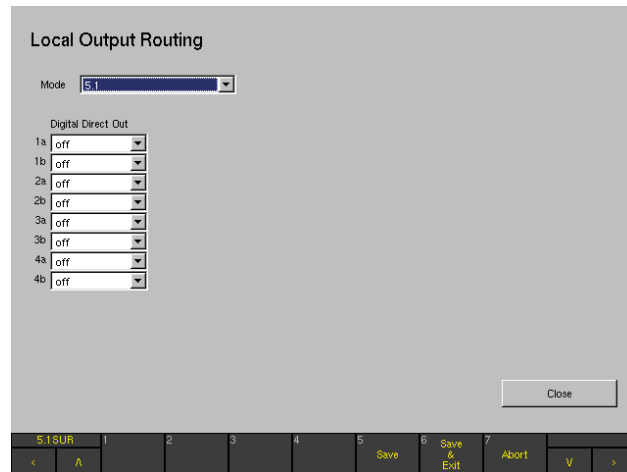 Local Output Routing
Mode 5.1
Digital Direct Out
1a off
1b off
2a off
2b off
3a off
3b off
4a off
4b off
Close
5.1SUR 1 2 3 4 5 Save 6 Save & Exit 7 Abort
< Λ V >